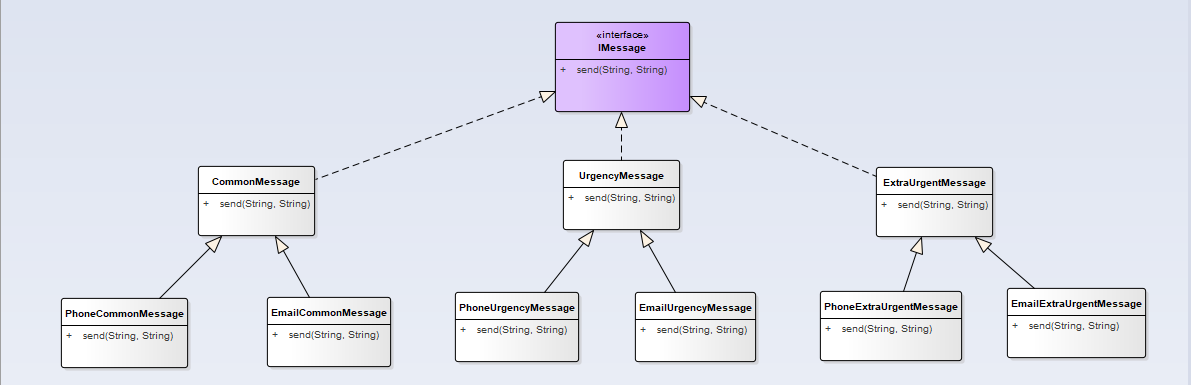 «interface»
IMessage
+ send(String, String)
CommonMessage
+ send(String, String)
UrgencyMessage
+ send(String, String)
ExtraUrgentMessage
+ send(String, String)
PhoneCommonMessage
+ send(String, String)
EmailCommonMessage
+ send(String, String)
PhoneUrgencyMessage
+ send(String, String)
EmailUrgencyMessage
+ send(String, String)
PhoneExtraUrgentMessage
+ send(String, String)
EmailExtraUrgentMessage
+ send(String, String)